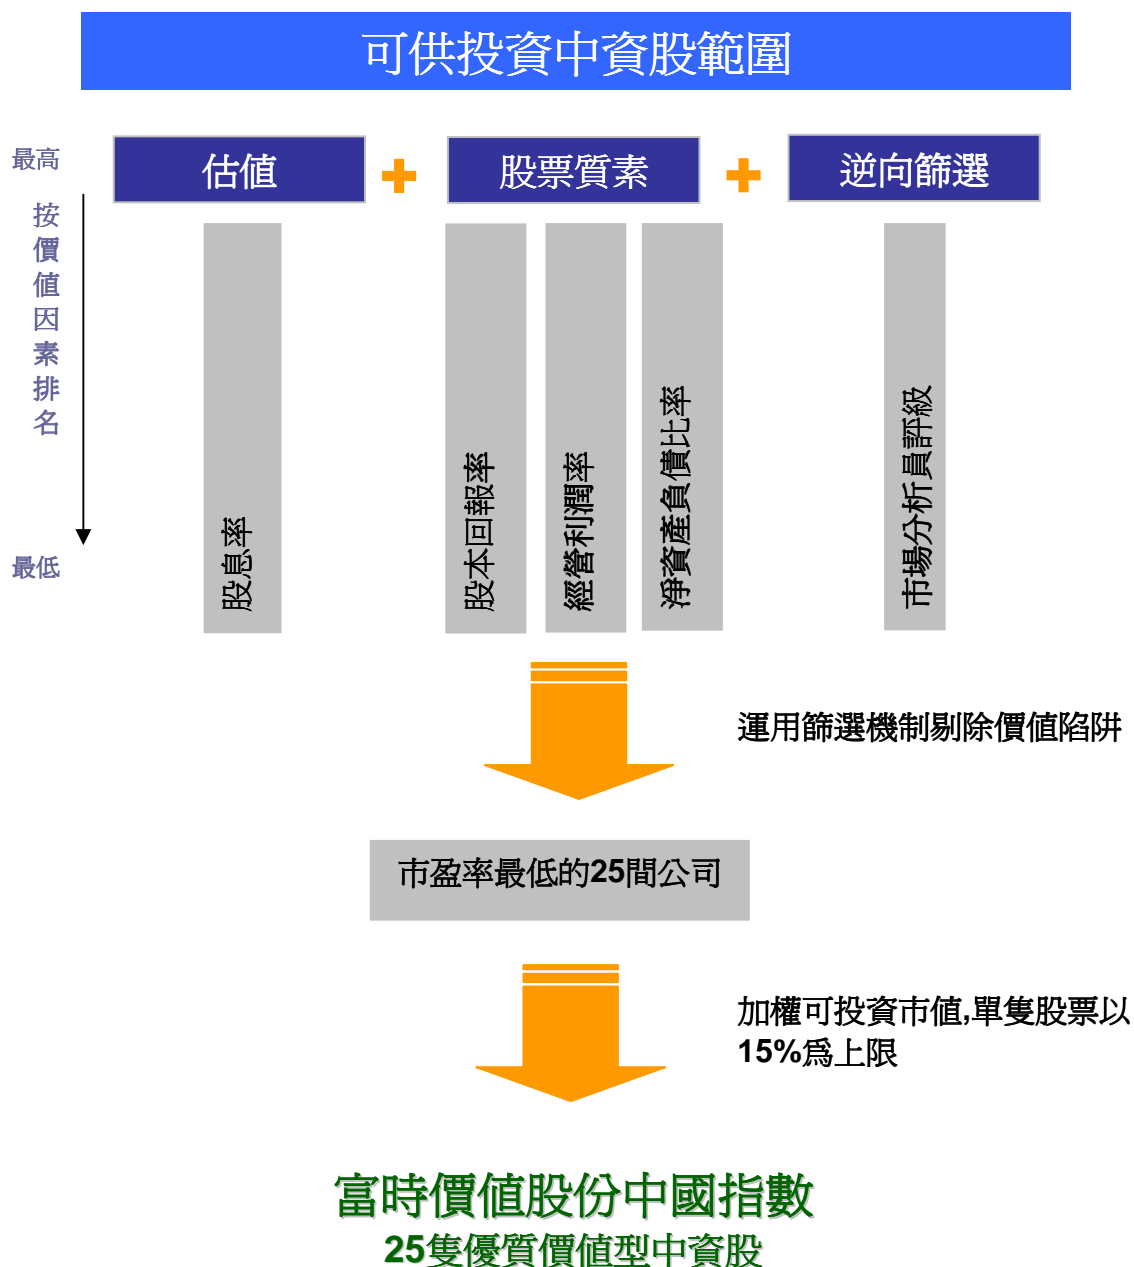 可供投資中資股範圍
最高
估值
股票質素
逆向篩選
按價值因素排名
最低
股息率
股本回報率
經營利潤率
淨資產負債比率
市場分析員評級
運用篩選機制剔除價值陷阱
市盈率最低的25間公司
加權可投資市值,單隻股票以
15%爲上限
富時價值股份中國指數
25隻優質價值型中資股